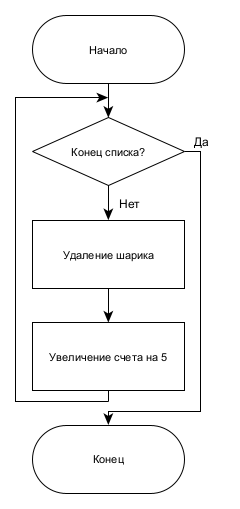 Начало
Конец списка?
Да
Нет
Удаление шарика
Увеличение счета на 5
Конец